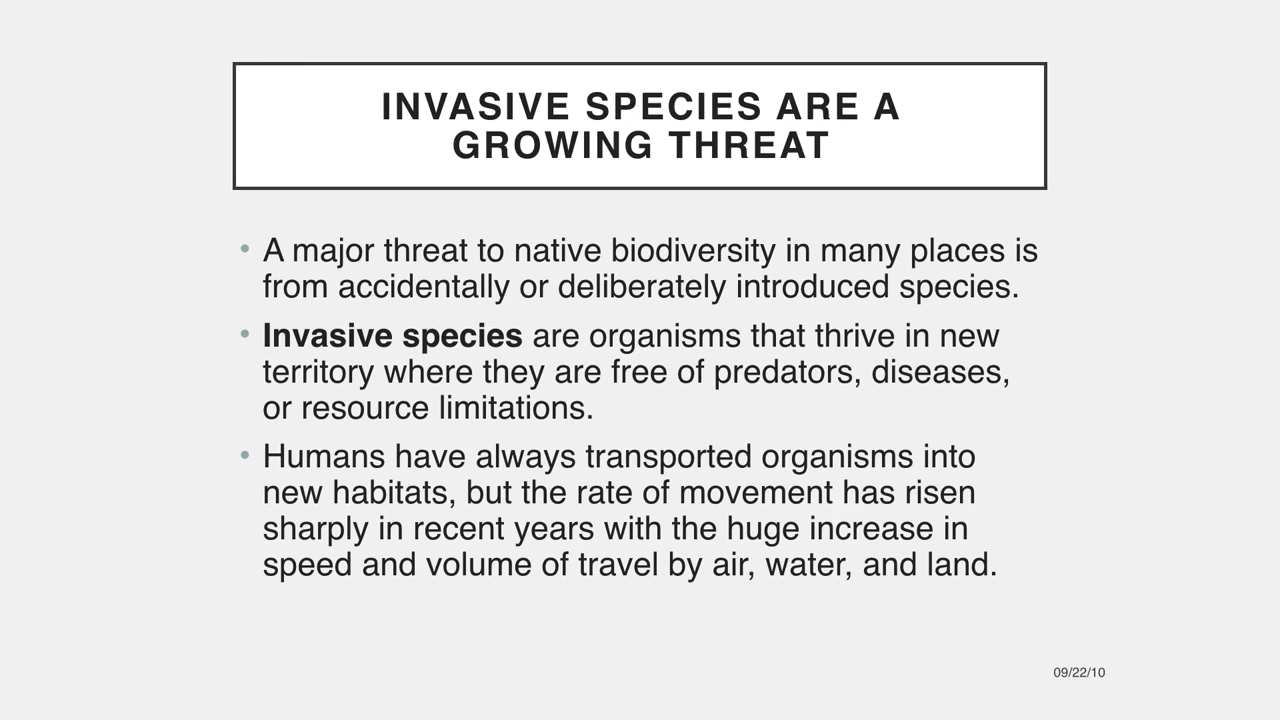 INVASIVE SPECIES ARE A
GROWING THREAT
• A major threat to native biodiversity in many places is
from accidentally or deliberately introduced species.
• Invasive species are organisms that thrive in new
territory where they are free of predators, diseases,
or resource limitations.
• Humans have always transported organisms into
new habitats, but the rate of movement has risen
sharply in recent years with the huge increase in
speed and volume of travel by air, water, and land.
09/22/10